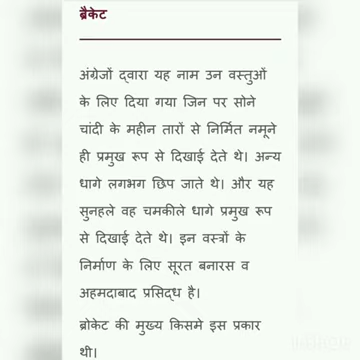 ब्रैकेट
अंग्रेजों द्वारा यह नाम उन वस्तुओं
के लिए दिया गया जिन पर सोने
चांदी के महीन तारों से निर्मित नमूने
ही प्रमुख रूप से दिखाई देते थे। अन्य
धागे लगभग छिप जाते थे। और यह
सुनहले वह चमकीले धागे प्रमुख रूप
से दिखाई देते थे। इन वस्त्रों के
निर्माण के लिए सूरत बनारस व
अहमदाबाद प्रसिद्ध है।
ब्रोकेट की मुख्य किसमे इस प्रकार
थी।